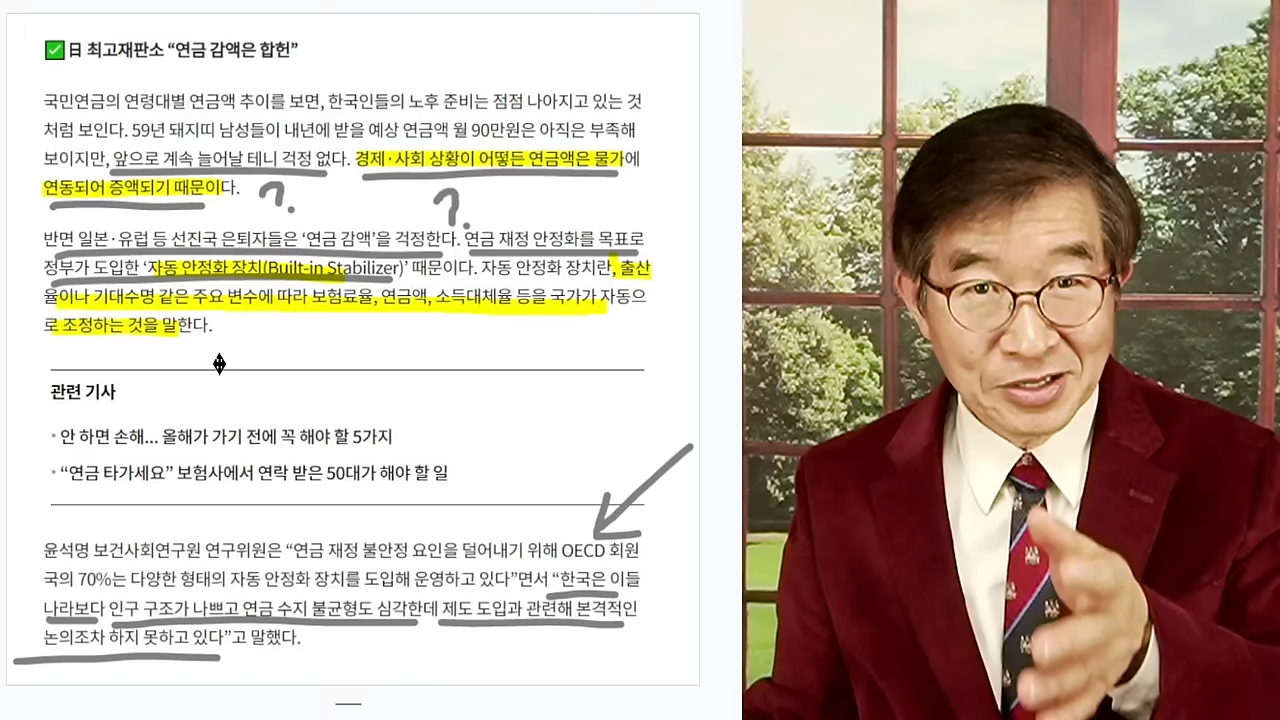 ✅日 최고재판소 “연금 감액은 합헌”
국민연금의 연령대별 연금액 추이를 보면, 한국인들의 노후 준비는 점점 나아지고 있는 것
처럼 보인다. 59년 돼지띠 남성들이 내년에 받을 예상 연금액 월 90만원은 아직은 부족해
보이지만, 앞으로 계속 늘어날 테니 걱정 없다. 경제·사회 상황이 어떻든 연금액은 물가에
연동되어 증액되기 때문이다.
?.
?.
반면 일본·유럽 등 선진국 은퇴자들은 ‘연금 감액’을 걱정한다. 연금 재정 안정화를 목표로
정부가 도입한 ‘자동 안정화 장치(Built-in Stabilizer)’ 때문이다. 자동 안정화 장치란, 출산
율이나 기대수명 같은 주요 변수에 따라 보험료율, 연금액, 소득대체율 등을 국가가 자동으
로 조정하는 것을 말한다.
관련 기사
· 안 하면 손해... 올해가 가기 전에 꼭 해야 할 5가지
· “연금 타가세요” 보험사에서 연락 받은 50대가 해야 할 일
윤석명 보건사회연구원 연구위원은 “연금 재정 불안정 요인을 덜어내기 위해 OECD 회원
국의 70%는 다양한 형태의 자동 안정화 장치를 도입해 운영하고 있다”면서 “한국은 이들
나라보다 인구 구조가 나쁘고 연금 수지 불균형도 심각한데 제도 도입과 관련해 본격적인
논의조차 하지 못하고 있다”고 말했다.